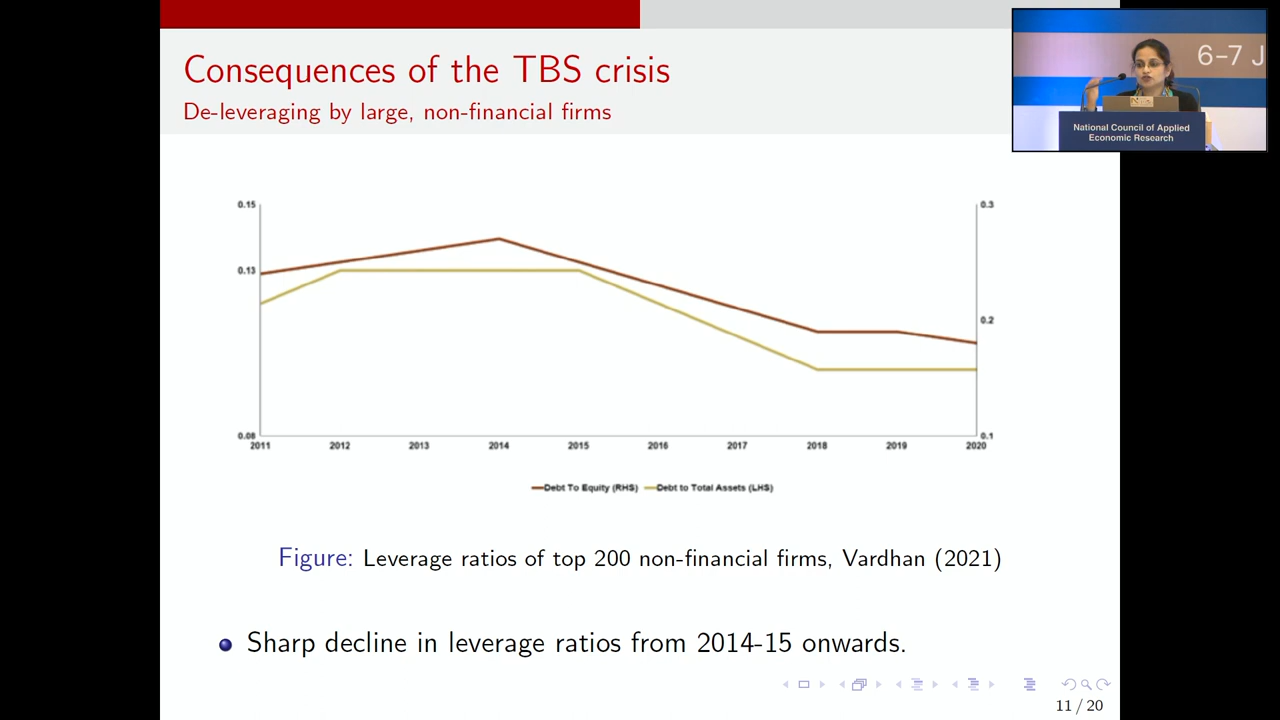 Consequences of the TBS crisis
De-leveraging by large, non-financial firms
6-7 J
National Council of Applied
Economic Research
0.15
0.3
0.13
0.2
0.08
0.1
2011 2012 2013 2014 2015 2016 2017 2018 2019 2020
Debt To Equity (RHS) Debt to Total Assets (LHS)
Figure: Leverage ratios of top 200 non-financial firms, Vardhan (2021)
Sharp decline in leverage ratios from 2014-15 onwards.
11 / 20